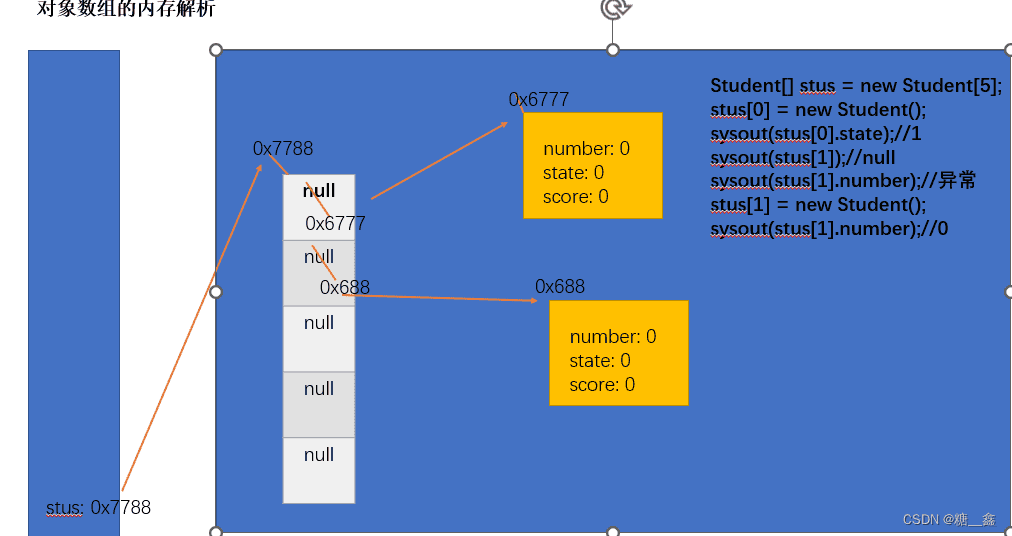 对象数组的内存解析
Student[] stus = new Student[5];
stus[0] = new Student();
sysout(stus[0].state);//1
sysout(stus[1]);//null
sysout(stus[1].number);//异常
stus[1] = new Student();
sysout(stus[1].number);//0
0x6777
number: 0
state: 0
score: 0
0x7788
null
0x6777
null
0x688
null
null
null
0x688
number: 0
state: 0
score: 0
stus: 0x7788
CSDN @糖__鑫